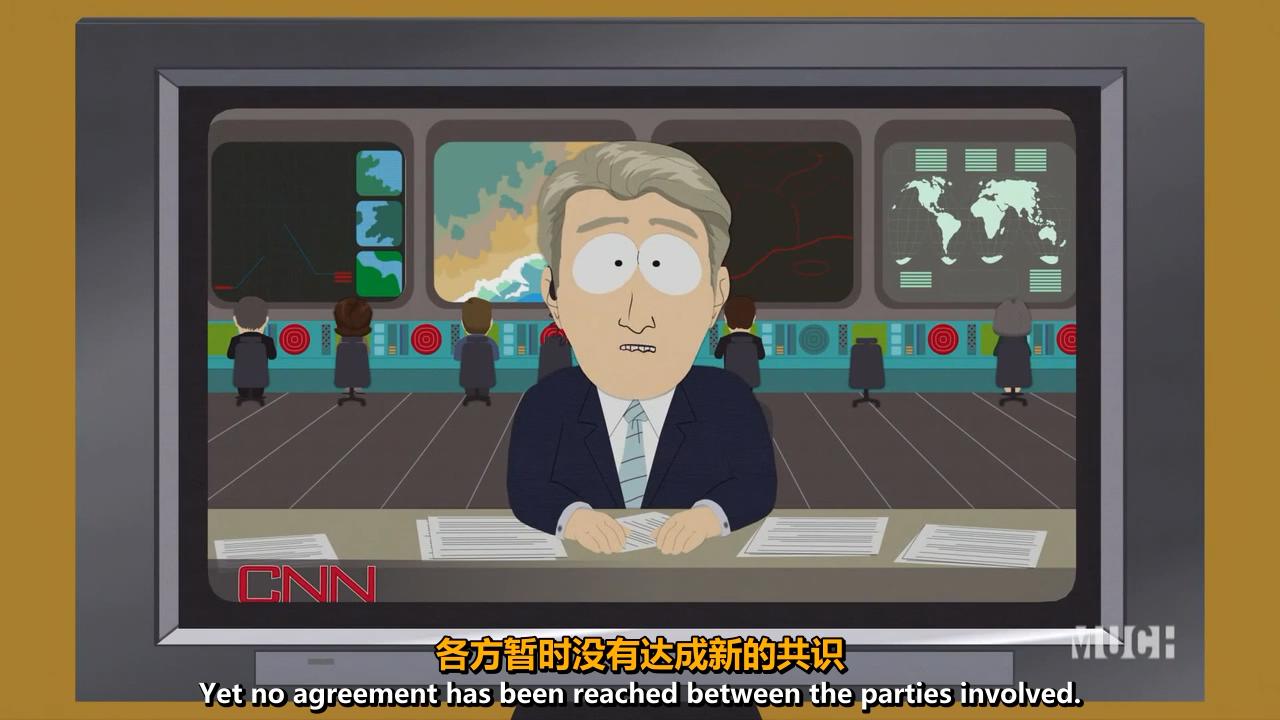 CNN
MUCH
各方暂时没有达成新的共识
Yet no agreement has been reached between the parties involved.